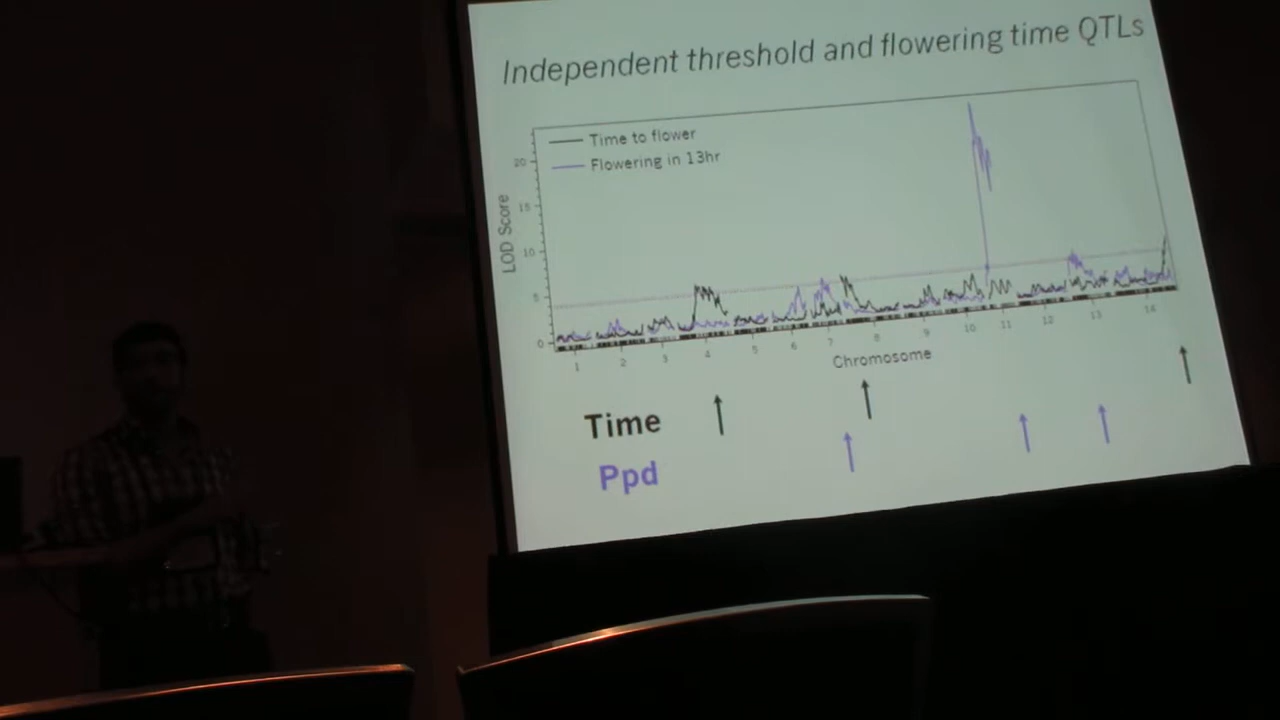 Independent threshold and flowering time QTLs
Time to flower
Flowering in 13hr
LOD Score
20
15
10
5
0
1 2 3 4 5 6 7 8 9 10 11 12 13 14
Chromosome
Time
Ppd